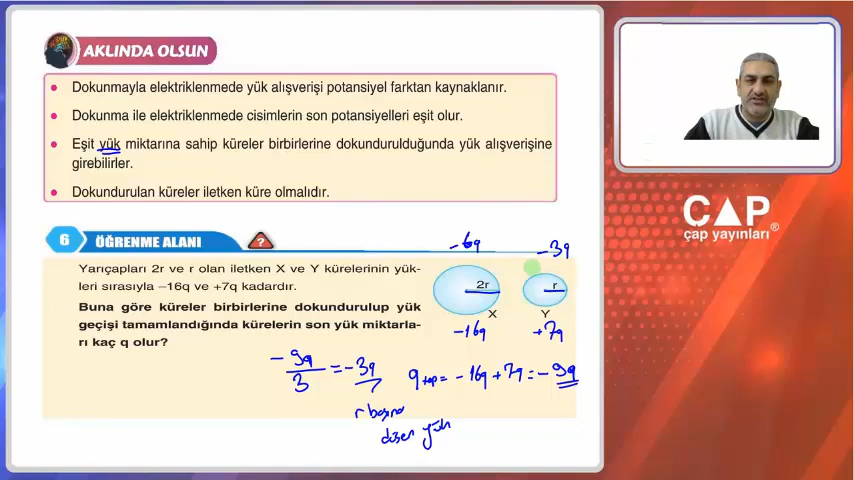 AKLINDA OLSUN
• Dokunmayla elektriklenmede yük alışverişi potansiyel farktan kaynaklanır.
• Dokunma ile elektriklenmede cisimlerin son potansiyelleri eşit olur.
• Eşit yük miktarına sahip küreler birbirlerine dokundurulduğunda yük alışverişine
girebilirler.
• Dokundurulan küreler iletken küre olmalıdır.
ÇAP
çap yayınları®
6 ÖĞRENME ALANI ?
Yarıçapları 2r ve r olan iletken X ve Y kürelerinin yük-
leri sırasıyla –16q ve +7q kadardır.
Buna göre küreler birbirlerine dokundurulup yük
geçişi tamamlandığında kürelerin son yük miktarla-
rı kaç q olur?
-6q -3q
2r r
X Y
-16q +7q
-9q/3 = -3q
qtop = -16q+7q = -9q
r başına
düşen yük